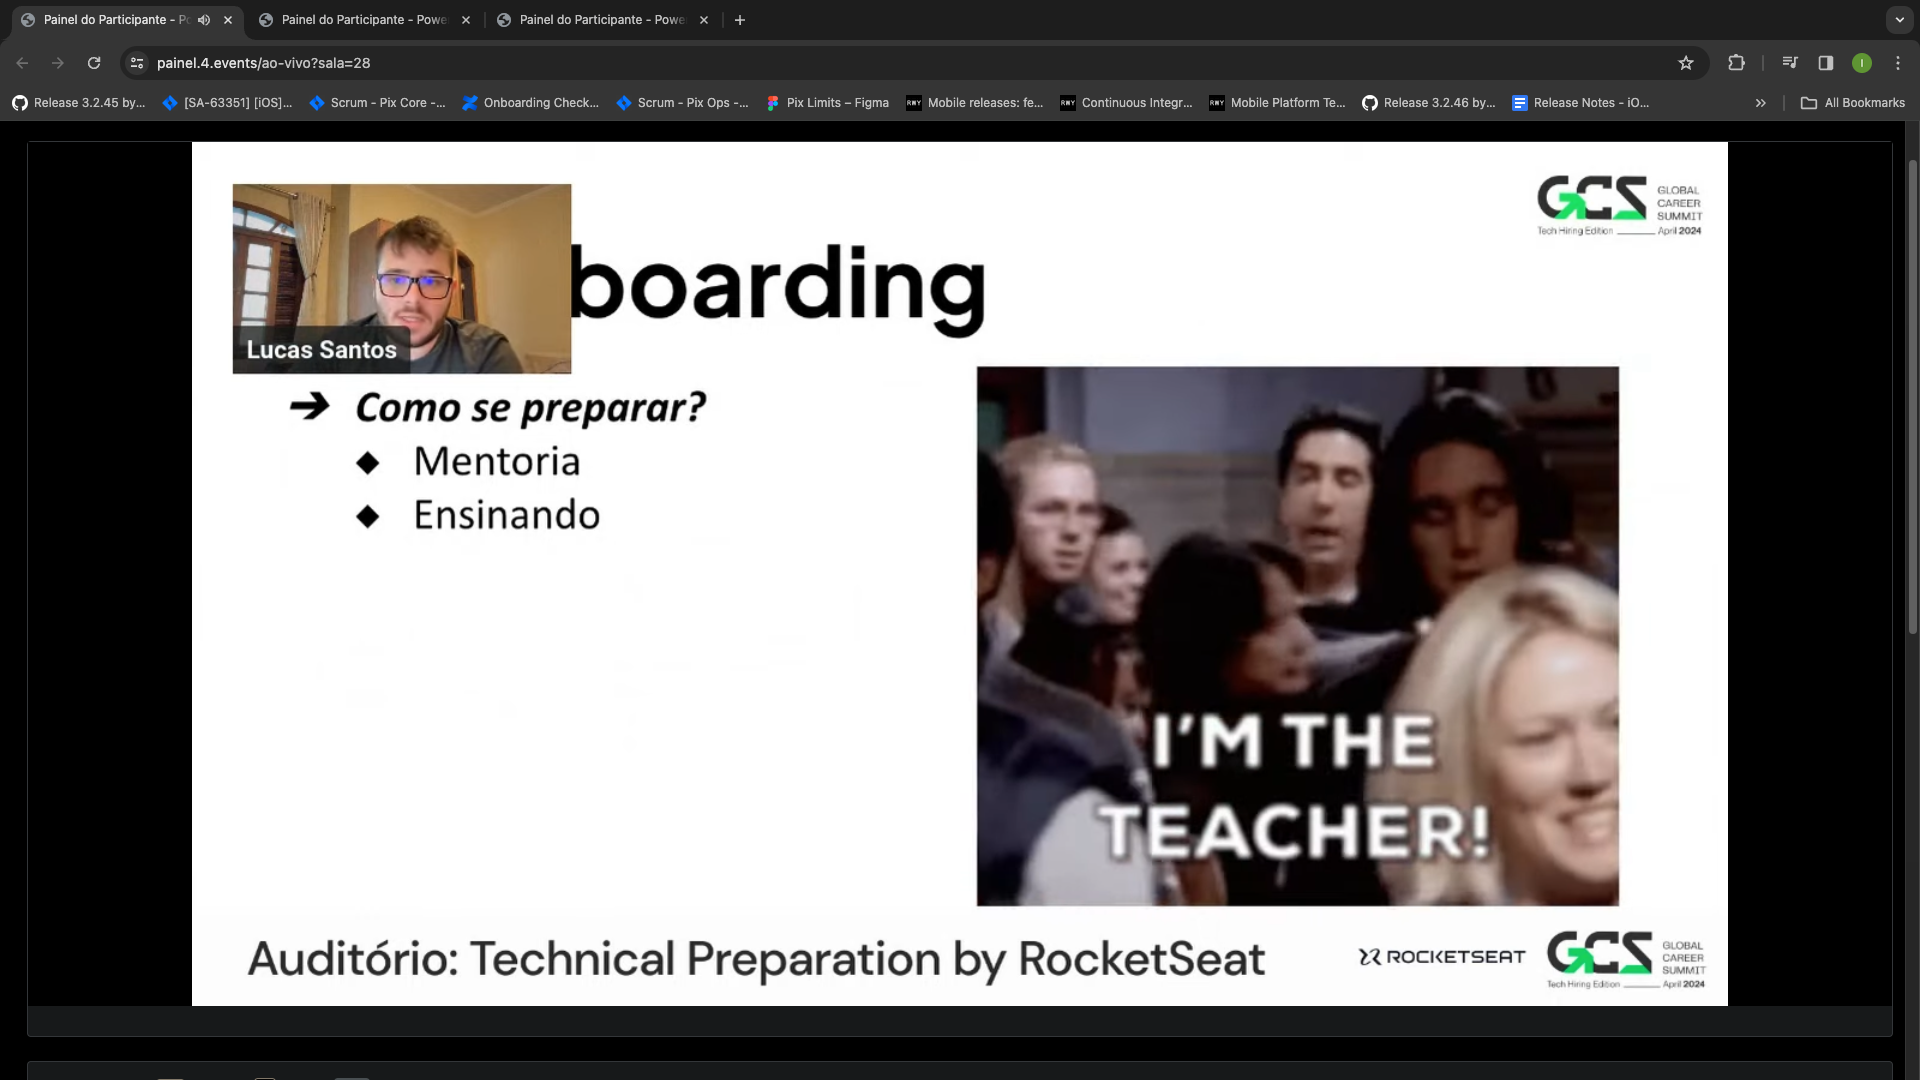 Painel do Participante - Po
Painel do Participante - Powe
Painel do Participante - Powe
painel.4.events/ao-vivo?sala=28
I
Release 3.2.45 by...
[SA-63351] [iOS]...
Scrum - Pix Core -...
Onboarding Check...
Scrum - Pix Ops -...
Pix Limits – Figma
RWY
Mobile releases: fe...
RWY
Continuous Integr...
RWY
Mobile Platform Te...
Release 3.2.46 by...
Release Notes - iO...
All Bookmarks
GCS
GLOBAL
CAREER
SUMMIT
Tech Hiring Edition
April 2024
boarding
Lucas Santos
Como se preparar?
Mentoria
Ensinando
I'M THE
TEACHER!
Auditório: Technical Preparation by RocketSeat
ROCKETSEAT
GCS
GLOBAL
CAREER
SUMMIT
Tech Hiring Edition
April 2024